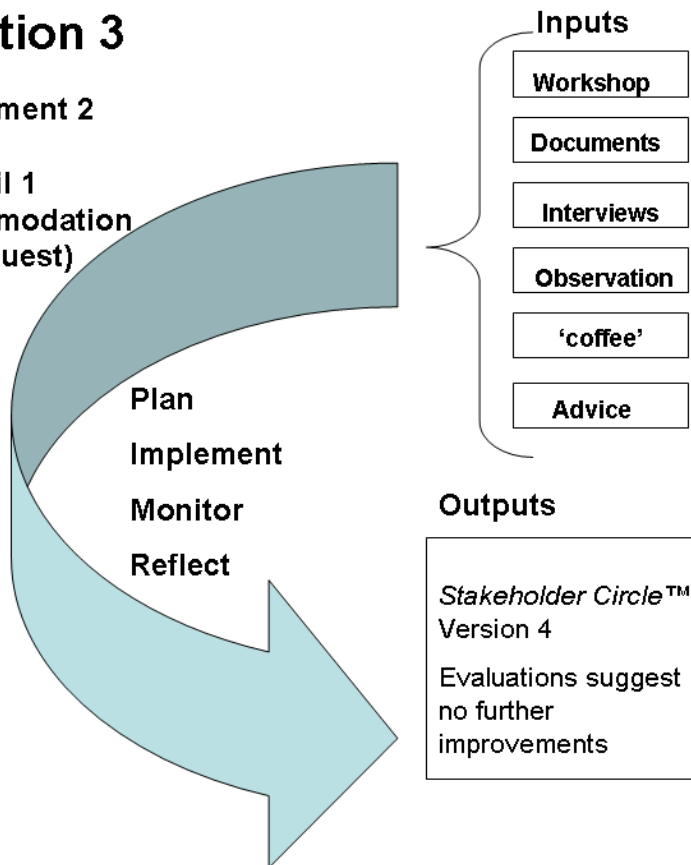 tion 3
ment 2
il 1
modation
uest)
Inputs
Workshop
Documents
Interviews
Observation
‘coffee’
Advice
Plan
Implement
Monitor
Reflect
Outputs
Stakeholder Circle™
Version 4
Evaluations suggest
no further
improvements